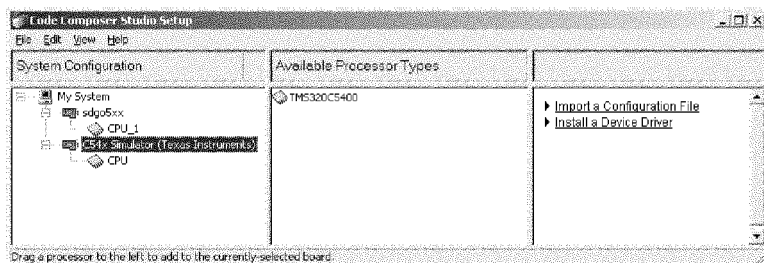 Code Composer Studio Setup
File Edit View Help
System Configuration
Available Processor Types
My System
sdgo5xx
CPU_1
C54x Simulator (Texas Instruments)
CPU
TMS320C5400
Import a Configuration File
Install a Device Driver
Drag a processor to the left to add to the currently-selected board.